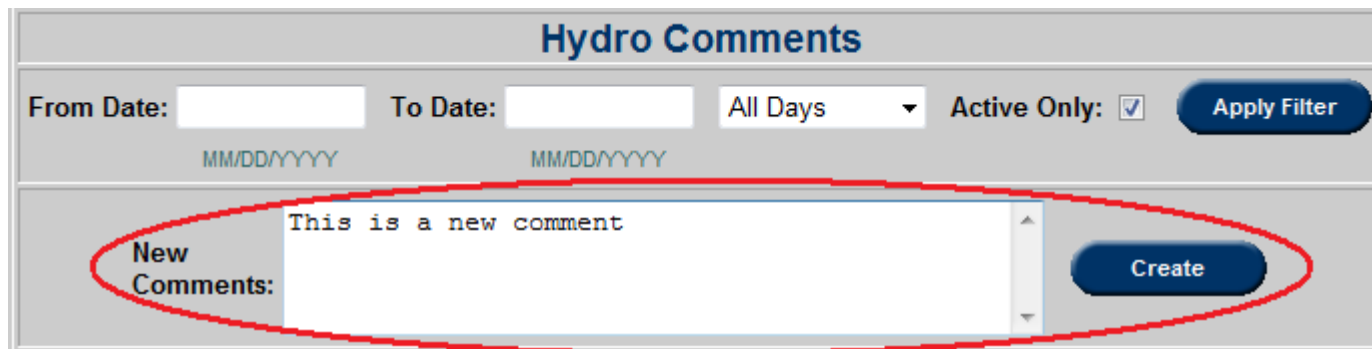 Hydro Comments
From Date: To Date: All Days Active Only: Apply Filter
MM/DD/YYYY MM/DD/YYYY
This is a new comment
New
Comments:
Create